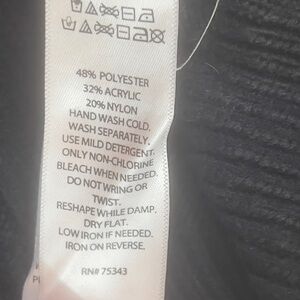 48% POLYESTER
32% ACRYLIC
20% NYLON
HAND WASH COLD.
WASH SEPARATELY.
USE MILD DETERGENT.
ONLY NON-CHLORINE
BLEACH WHEN NEEDED.
DO NOT WRING OR
TWIST.
RESHAPE WHILE DAMP.
DRY FLAT.
LOW IRON IF NEEDED.
IRON ON REVERSE.
RN# 75343